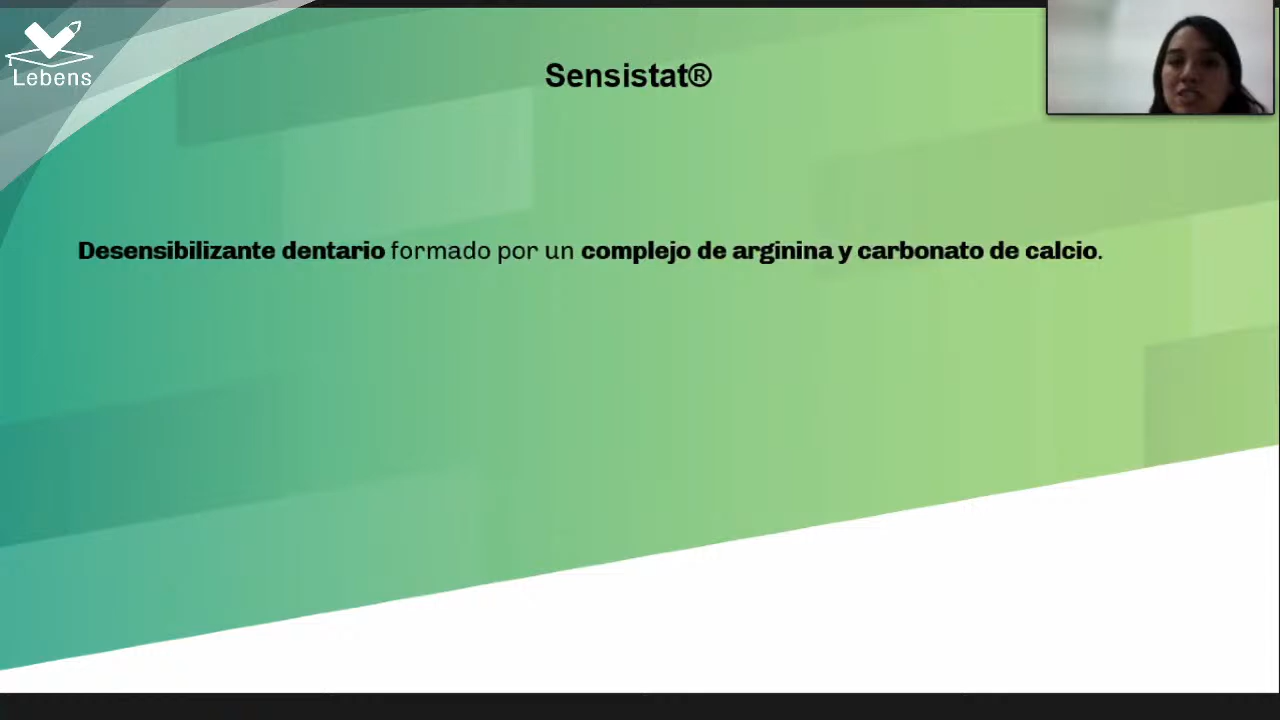 Lebens
Sensistat®
Desensibilizante dentario formado por un complejo de arginina y carbonato de calcio.